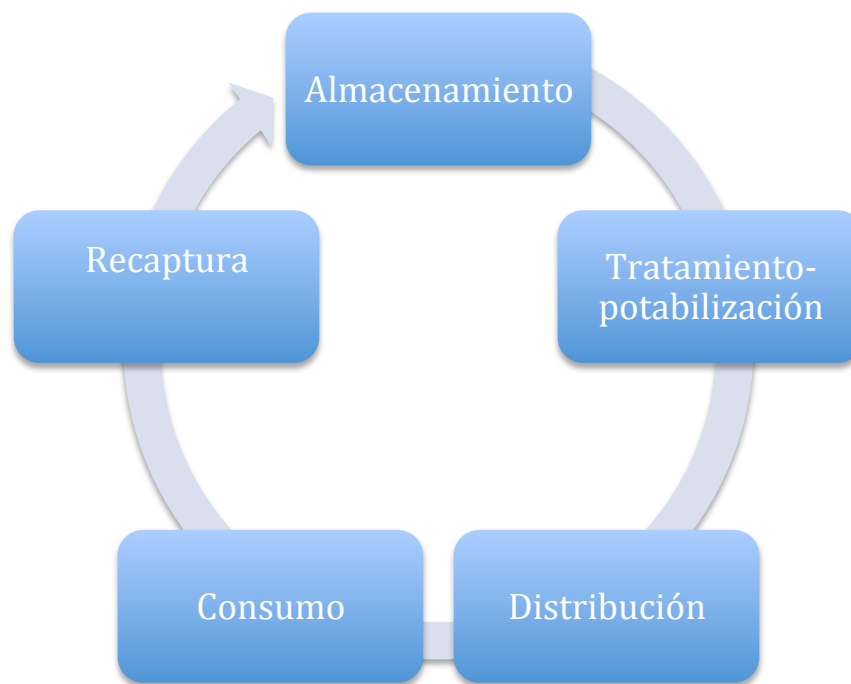 Almacenamiento
Tratamiento-
potabilización
Distribución
Consumo
Recaptura